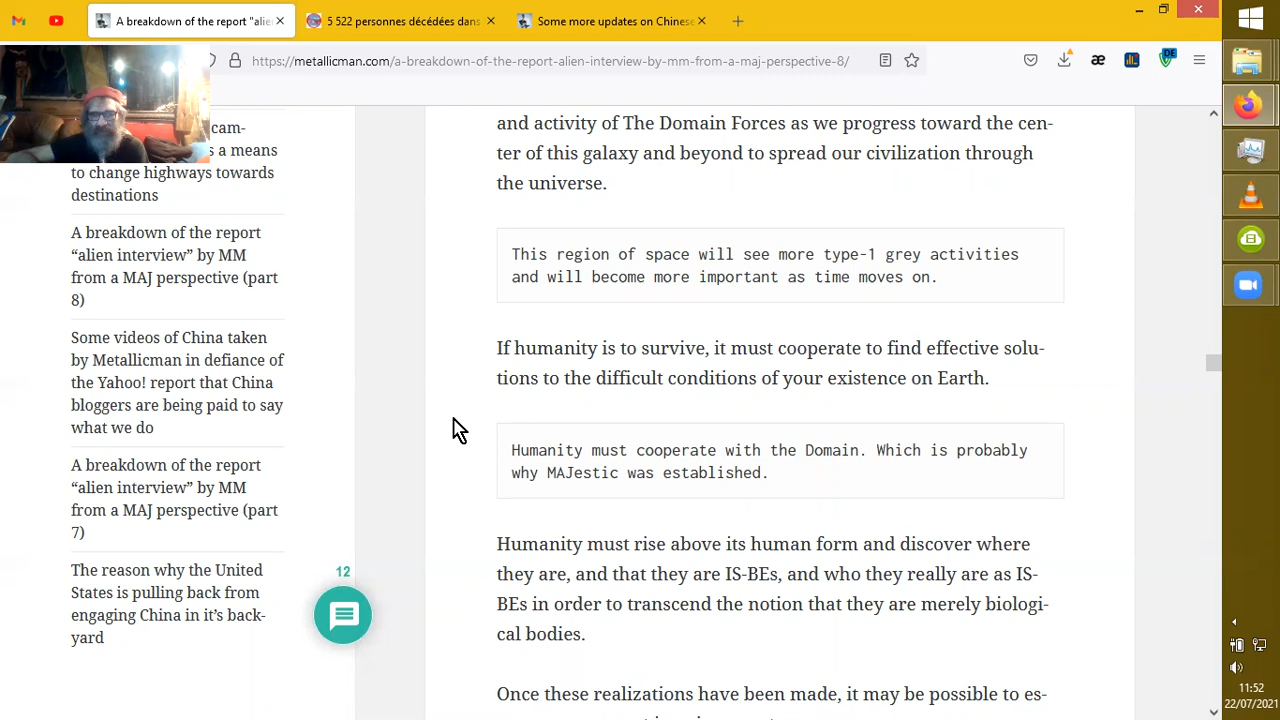 A breakdown of the report "alie
5 522 personnes décédées dans
Some more updates on Chinese
https://metallicman.com/a-breakdown-of-the-report-alien-interview-by-mm-from-a-maj-perspective-8/
æ
DE
cam-
s a means
to change highways towards
destinations
A breakdown of the report
“alien interview” by MM
from a MAJ perspective (part
8)
Some videos of China taken
by Metallicman in defiance of
the Yahoo! report that China
bloggers are being paid to say
what we do
A breakdown of the report
“alien interview” by MM
from a MAJ perspective (part
7)
The reason why the United
States is pulling back from
engaging China in it’s back-
yard
12
and activity of The Domain Forces as we progress toward the cen-
ter of this galaxy and beyond to spread our civilization through
the universe.
This region of space will see more type-1 grey activities
and will become more important as time moves on.
If humanity is to survive, it must cooperate to find effective solu-
tions to the difficult conditions of your existence on Earth.
Humanity must cooperate with the Domain. Which is probably
why MAJestic was established.
Humanity must rise above its human form and discover where
they are, and that they are IS-BEs, and who they really are as IS-
BEs in order to transcend the notion that they are merely biologi-
cal bodies.
Once these realizations have been made, it may be possible to es-
11:52
22/07/2021